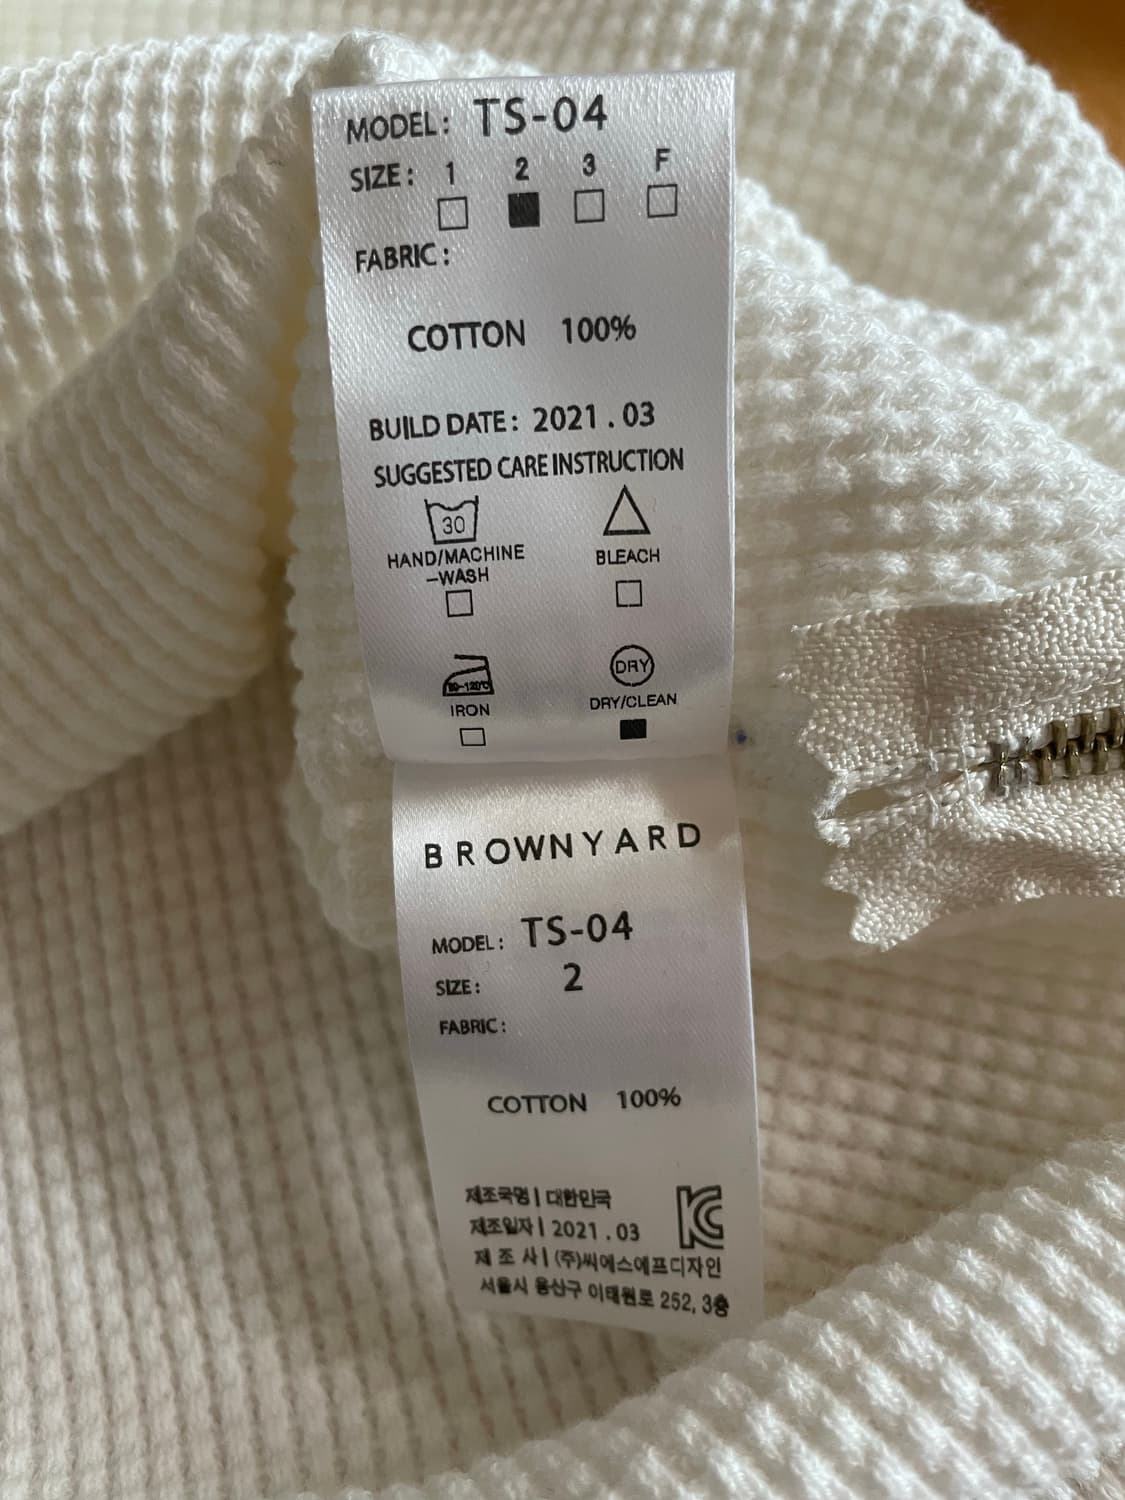 MODEL: TS-04
SIZE: 1 2 3 F
FABRIC:
COTTON 100%
BUILD DATE: 2021.03
SUGGESTED CARE INSTRUCTION
30
HAND/MACHINE BLEACH
-WASH
80-120℃ DRY
IRON DRY/CLEAN
BROWNYARD
MODEL: TS-04
SIZE: 2
FABRIC:
COTTON 100%
제조국명 | 대한민국
제조일자 | 2021.03
제 조 사 | (주)씨에스에프디자인
서울시 용산구 이태원로 252, 3층
KC